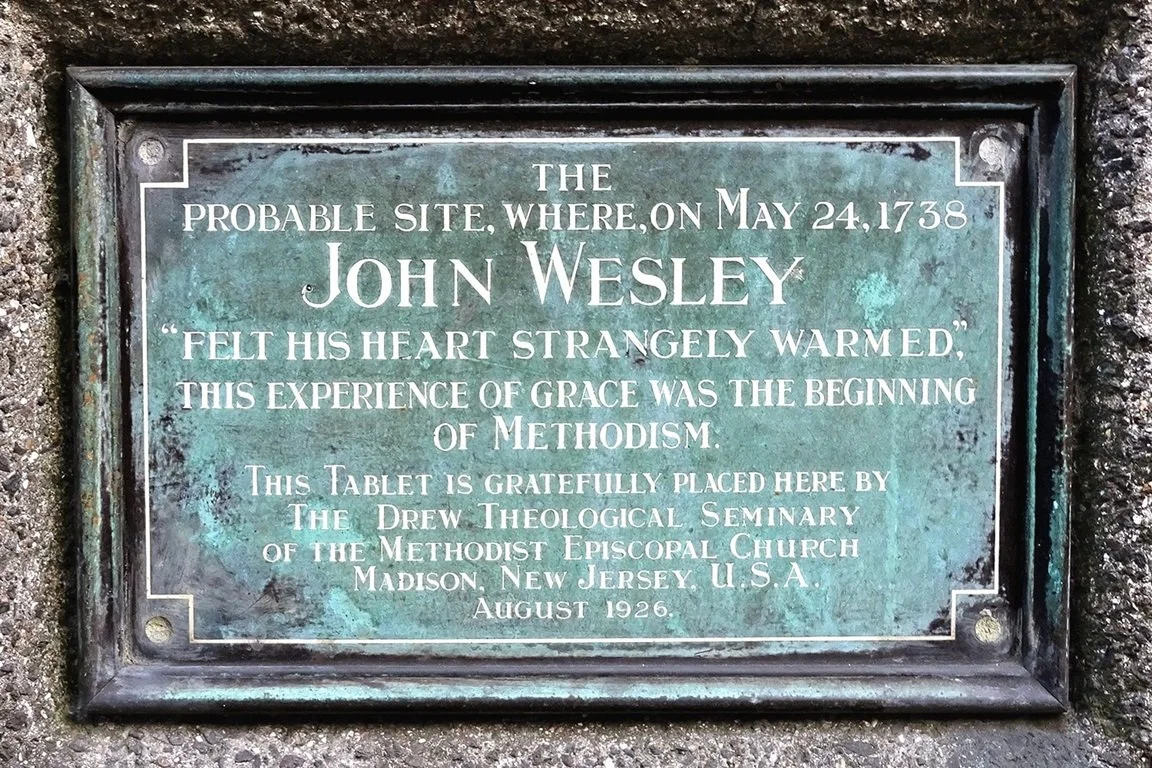 THE
PROBABLE SITE, WHERE, ON MAY 24, 1738
JOHN WESLEY
"FELT HIS HEART STRANGELY WARMED,"
THIS EXPERIENCE OF GRACE WAS THE BEGINNING
OF METHODISM.
THIS TABLET IS GRATEFULLY PLACED HERE BY
THE DREW THEOLOGICAL SEMINARY
OF THE METHODIST EPISCOPAL CHURCH
MADISON, NEW JERSEY, U.S.A.
AUGUST 1926.